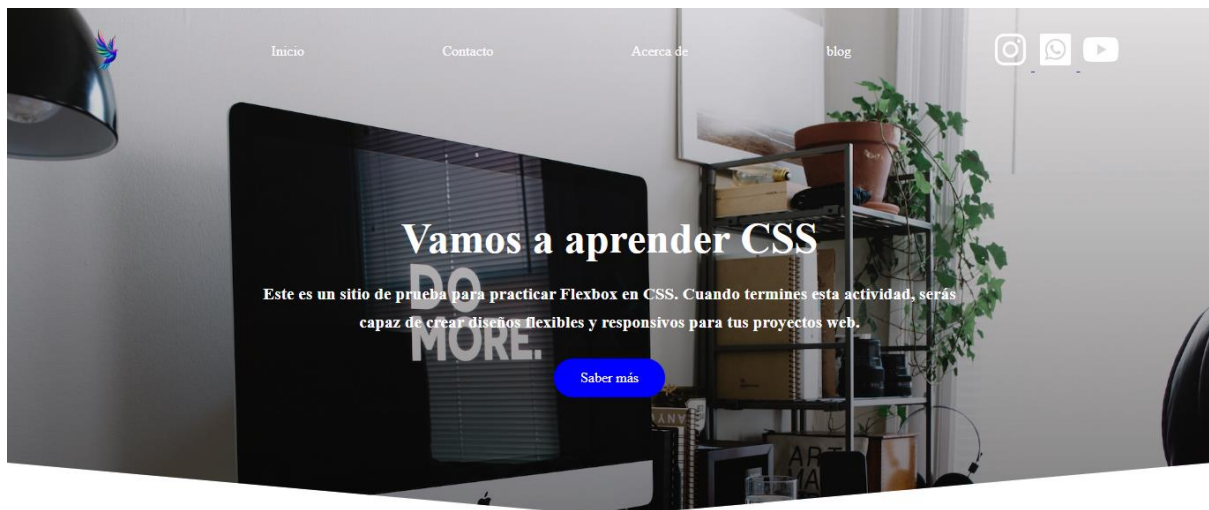 Inicio
Contacto
Acerca de
blog
Vamos a aprender CSS
DO
MORE.
Este es un sitio de prueba para practicar Flexbox en CSS. Cuando termines esta actividad, serás
capaz de crear diseños flexibles y responsivos para tus proyectos web.
Saber más
ART